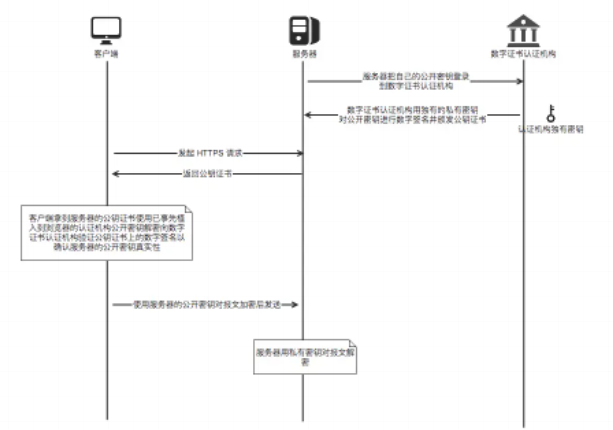 客户端
服务器
数字证书认证机构
服务器把自己的公开密钥登录
到数字证书认证机构
数字证书认证机构用独有的私有密钥
对公开密钥进行数字签名并颁发公钥证书
认证机构独有密钥
发起 HTTPS 请求
返回公钥证书
客户端拿到服务器的公钥证书使用已事先植
入到浏览器的认证机构公开密钥解密向数字
证书认证机构验证公钥证书上的数字签名以
确认服务器的公开密钥真实性
使用服务器的公开密钥对报文加密后发送
服务器用私有密钥对报文解
密